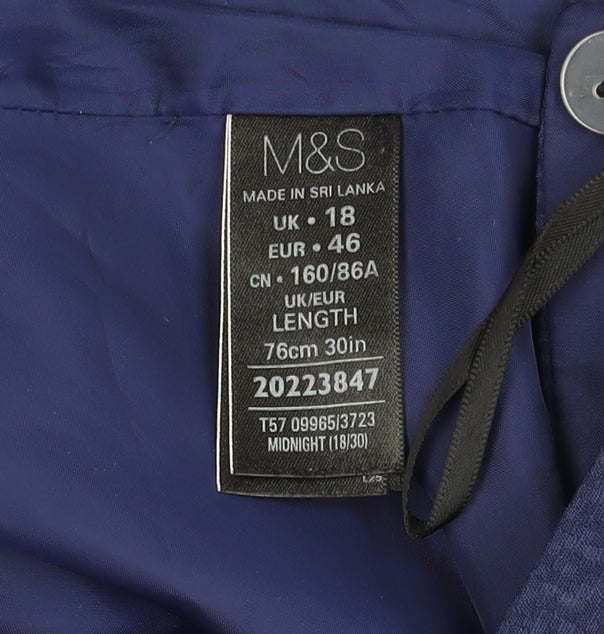 M&S
MADE IN SRI LANKA
UK • 18
EUR • 46
CN • 160/86A
UK/EUR
LENGTH
76cm 30in
20223847
T57 09965/3723
MIDNIGHT (18/30)